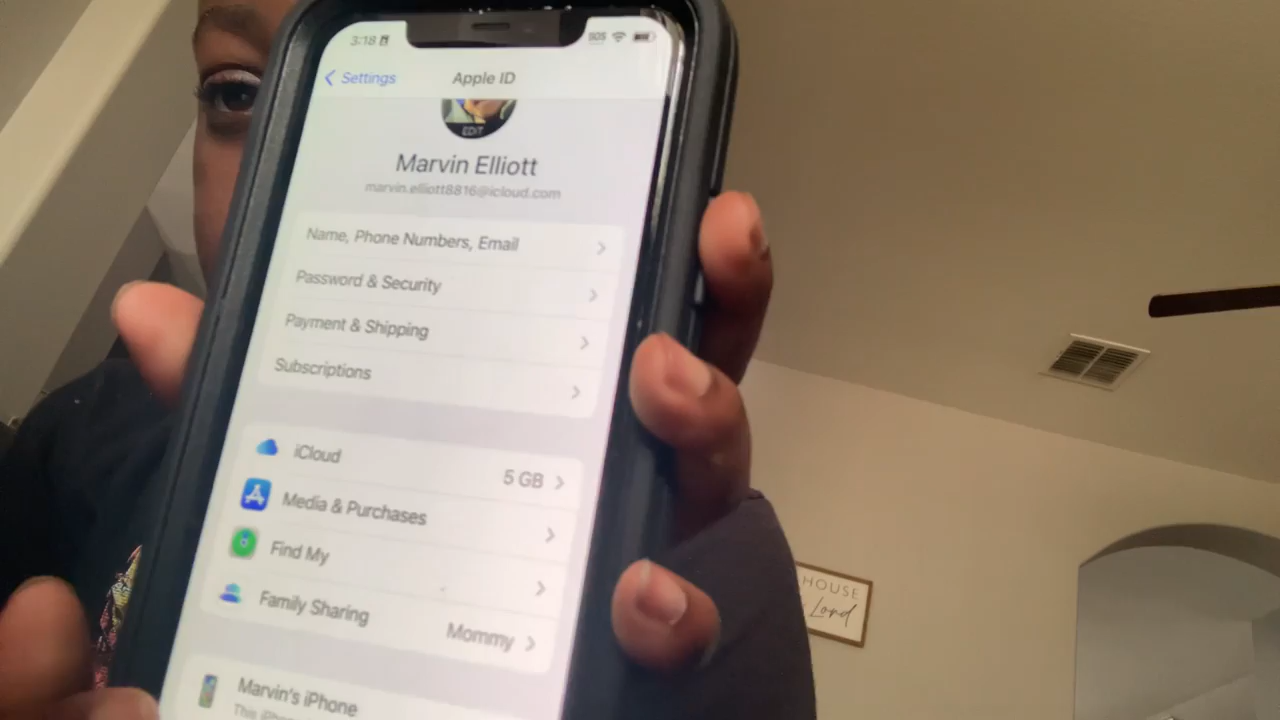 3:18
SOS
Settings
Apple ID
EDIT
Marvin Elliott
marvin.elliott8816@icloud.com
Name, Phone Numbers, Email
Password & Security
Payment & Shipping
Subscriptions
iCloud
5 GB
Media & Purchases
Find My
Family Sharing
Mommy
Marvin's iPhone
This
HOUSE
Lord